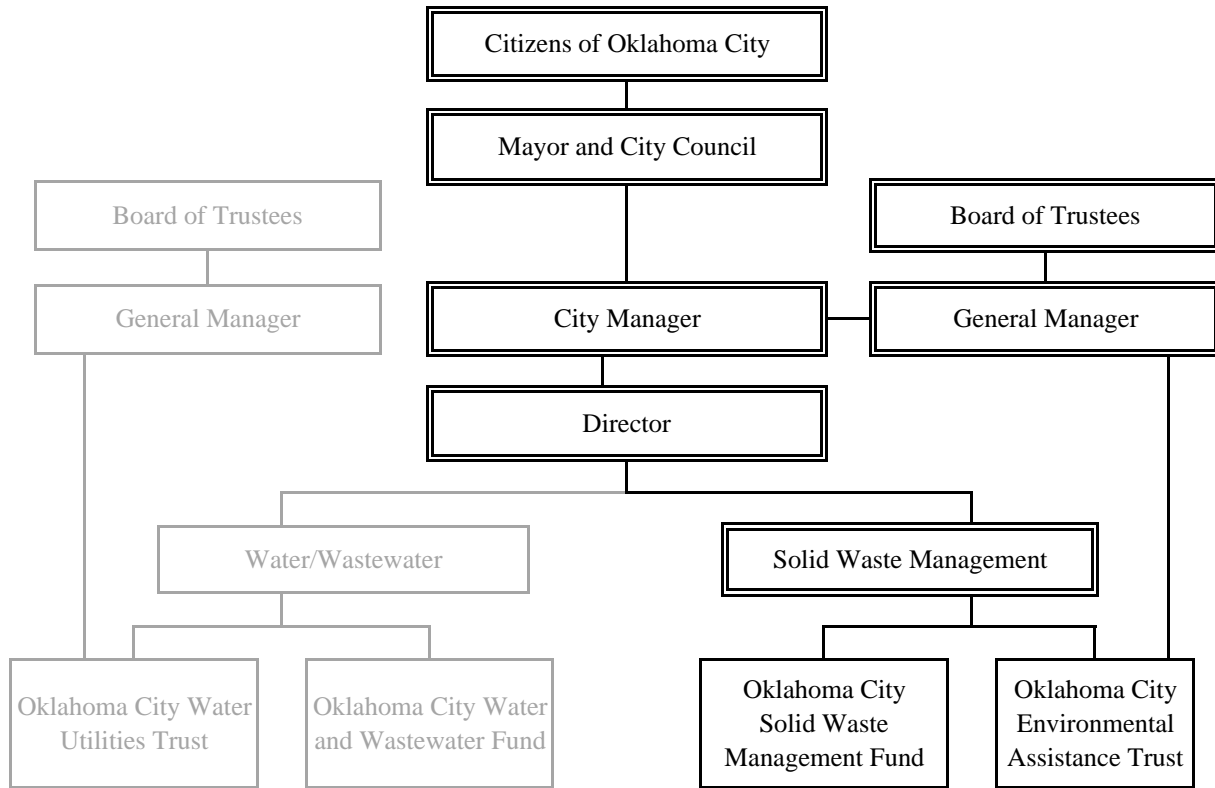 Citizens of Oklahoma City
Mayor and City Council
Board of Trustees
Board of Trustees
General Manager
City Manager
General Manager
Director
Water/Wastewater
Solid Waste Management
Oklahoma City Water
Utilities Trust
Oklahoma City Water
and Wastewater Fund
Oklahoma City
Solid Waste
Management Fund
Oklahoma City
Environmental
Assistance Trust